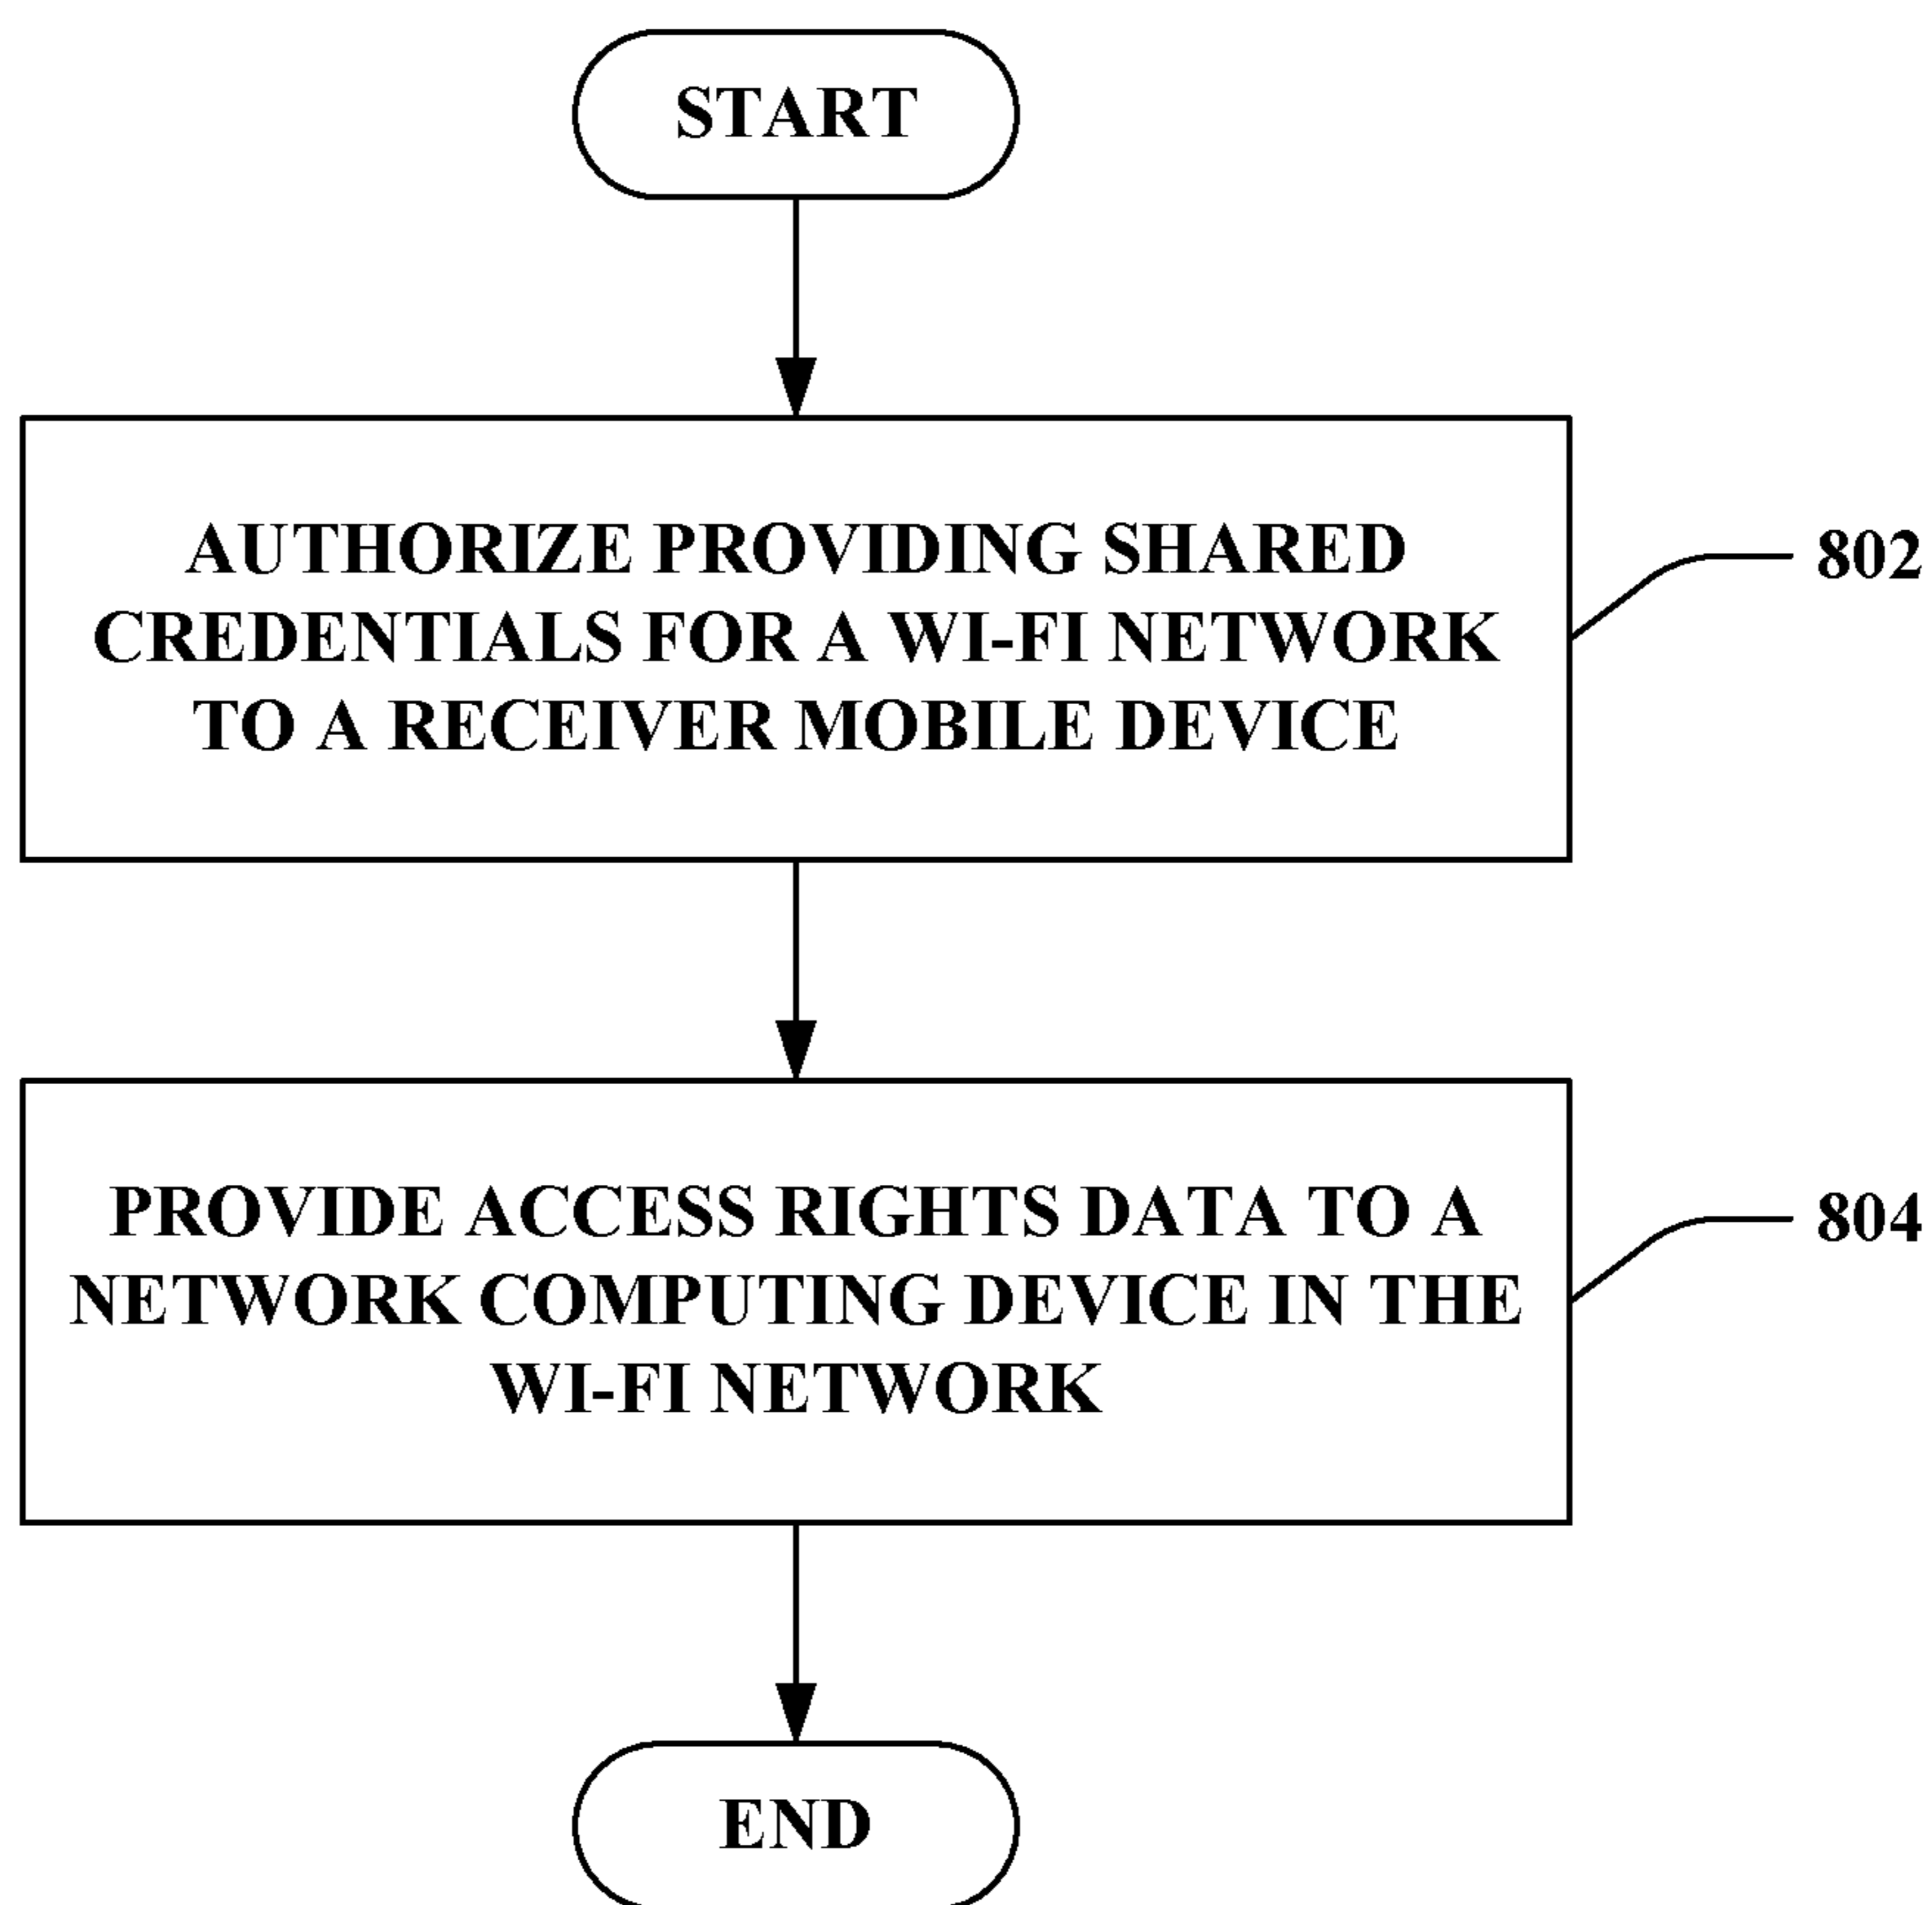 START
AUTHORIZE PROVIDING SHARED
CREDENTIALS FOR A WI-FI NETWORK
TO A RECEIVER MOBILE DEVICE
802
PROVIDE ACCESS RIGHTS DATA TO A
NETWORK COMPUTING DEVICE IN THE
WI-FI NETWORK
804
END